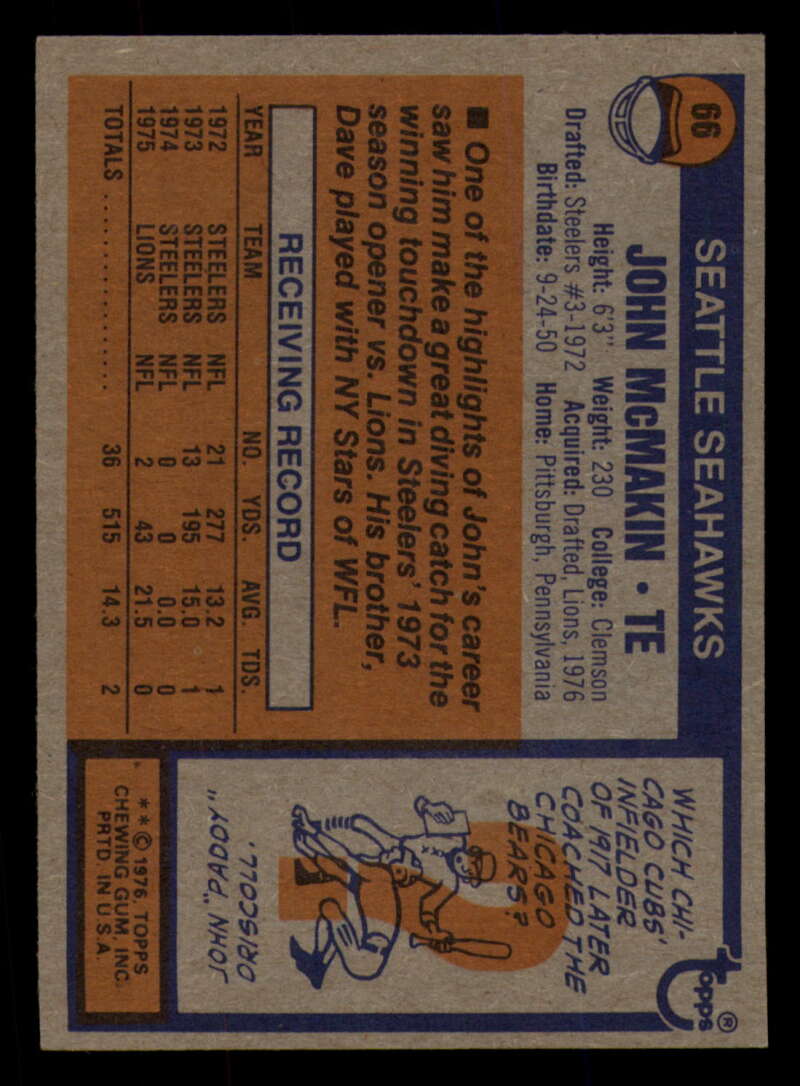 66
SEATTLE SEAHAWKS
JOHN McMAKIN • TE
Height: 6'3" Weight: 230 College: Clemson
Drafted: Steelers #3-1972 Acquired: Drafted, Lions, 1976
Birthdate: 9-24-50 Home: Pittsburgh, Pennsylvania
■ One of the highlights of John's career
saw him make a great diving catch for the
winning touchdown in Steelers' 1973
season opener vs. Lions. His brother,
Dave played with NY Stars of WFL.
RECEIVING RECORD
YEAR TEAM NO. YDS. AVG. TDS.
1972 STEELERS NFL 21 277 13.2 1
1973 STEELERS NFL 13 195 15.0 1
1974 STEELERS NFL 0 0 0.0 0
1975 LIONS NFL 2 43 21.5 0
TOTALS ............... 36 515 14.3 2
topps®
WHICH CHI-
CAGO CUBS'
INFIELDER
OF 1917 LATER
COACHED THE
CHICAGO
BEARS?
JOHN "PADDY"
DRISCOLL.
**© 1976, TOPPS
CHEWING GUM, INC.
PRTD. IN U.S.A.